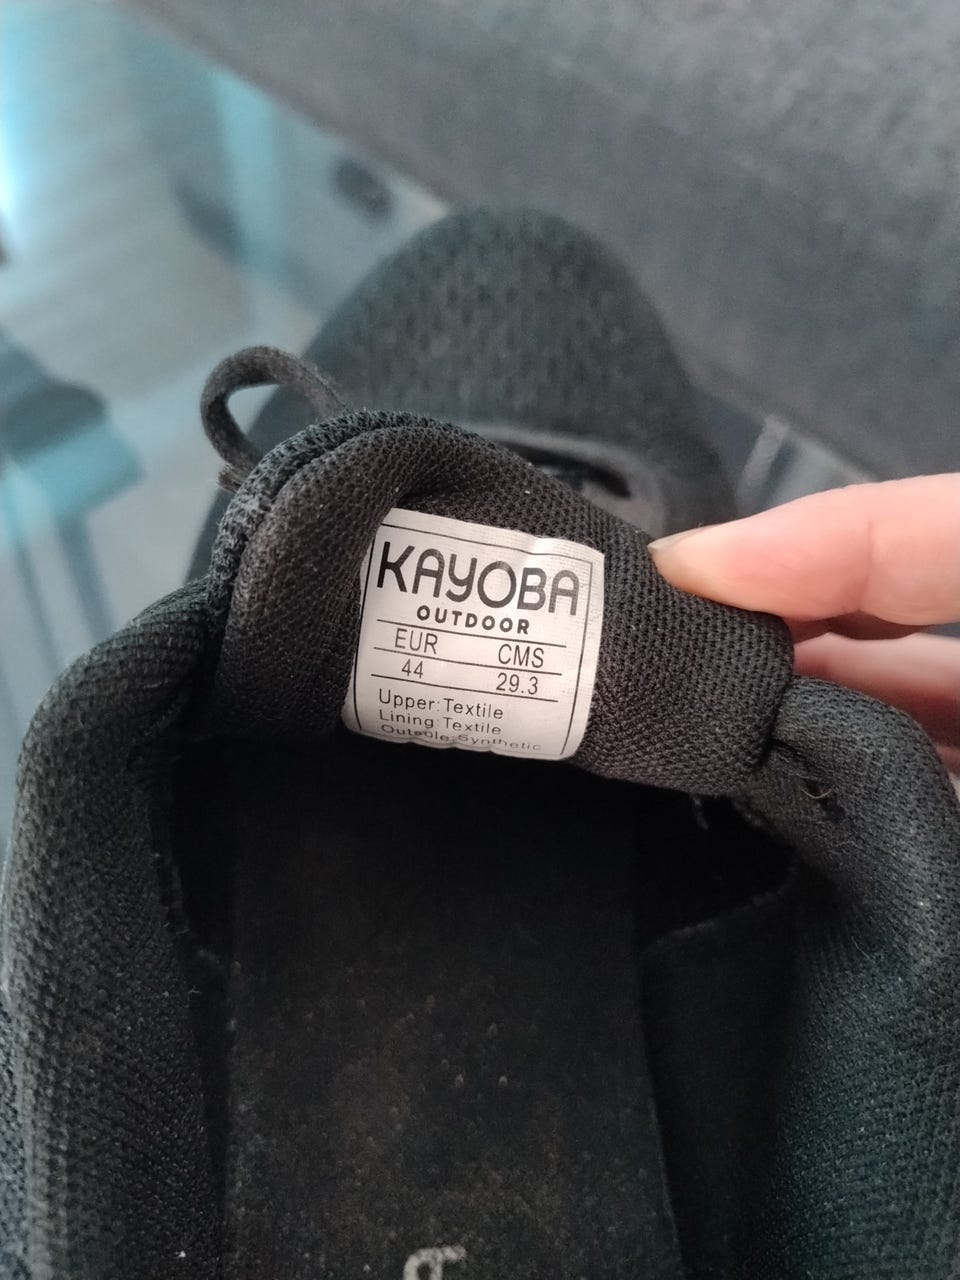 KAYOBA
OUTDOOR
EUR CMS
44 29.3
Upper:Textile
Lining:Textile
Outsole:Synthetic